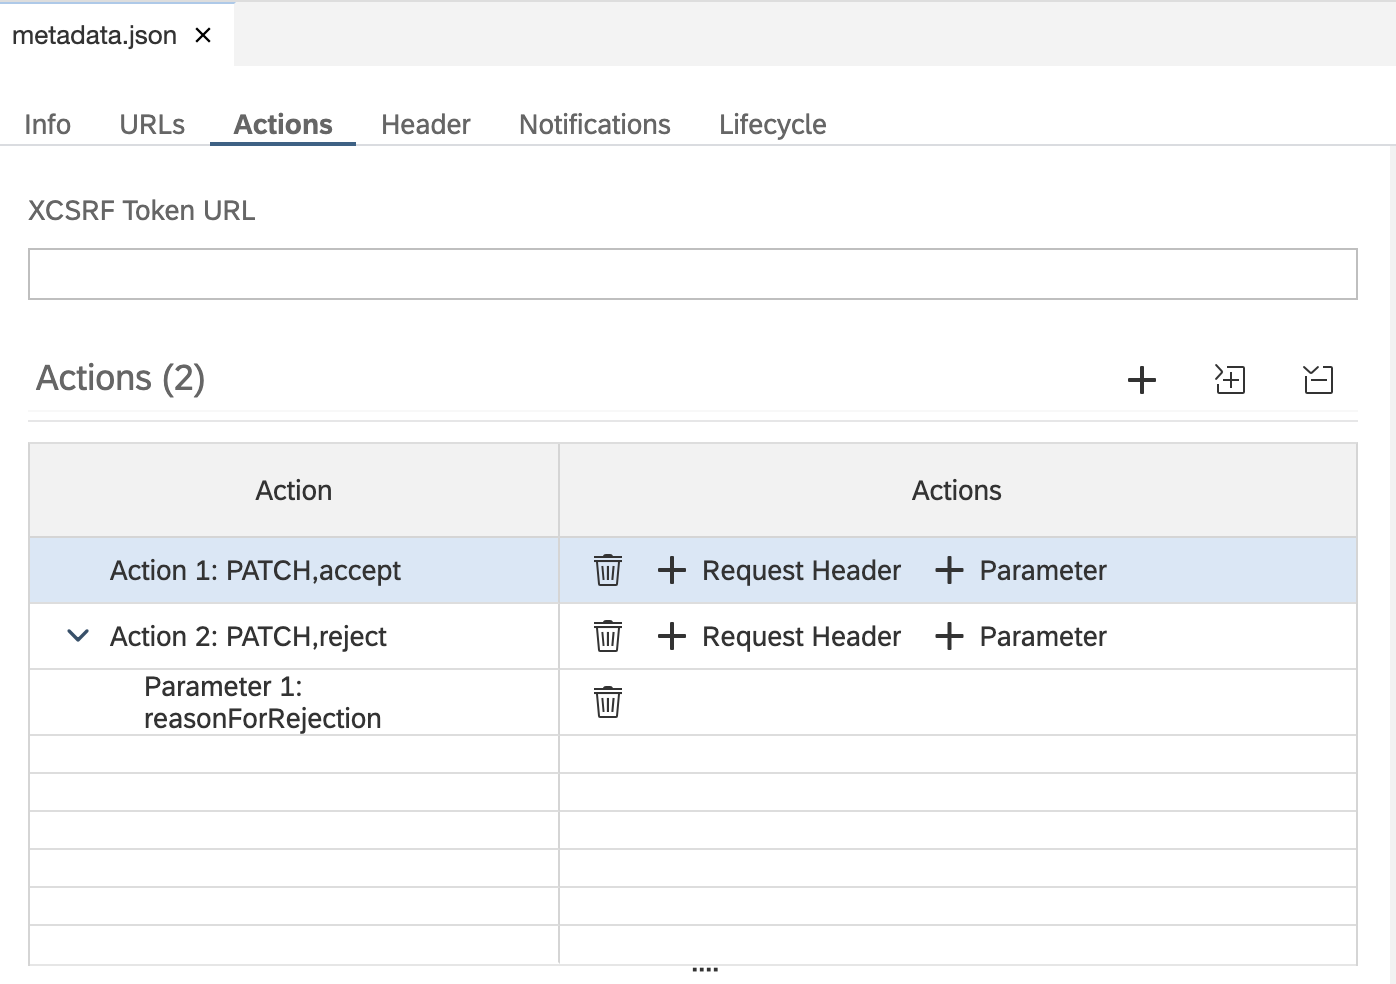 metadata.json
Info URLs Actions Header Notifications Lifecycle
XCSRF Token URL
Actions (2)
Action Actions
Action 1: PATCH,accept Request Header Parameter
Action 2: PATCH,reject Request Header Parameter
Parameter 1:
reasonForRejection